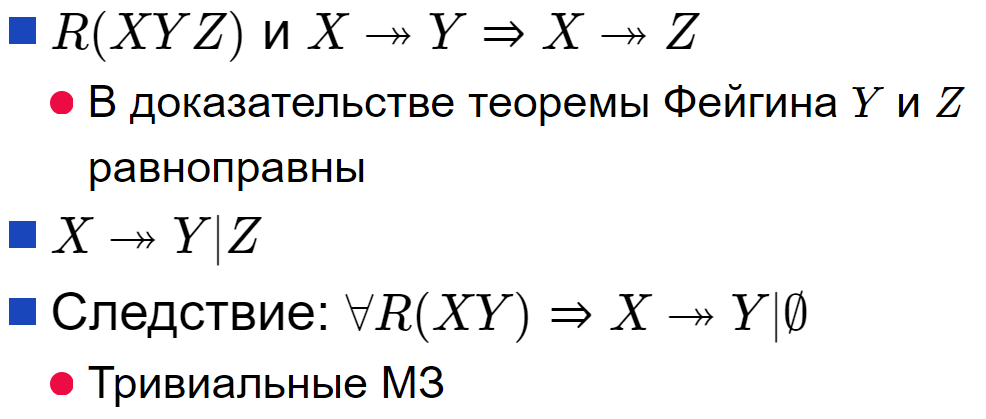 R(XYZ) и X ↠ Y ⇒ X ↠ Z
В доказательстве теоремы Фейгина Y и Z
равноправны
X ↠ Y|Z
Следствие: ∀R(XY) ⇒ X ↠ Y|∅
Тривиальные МЗ